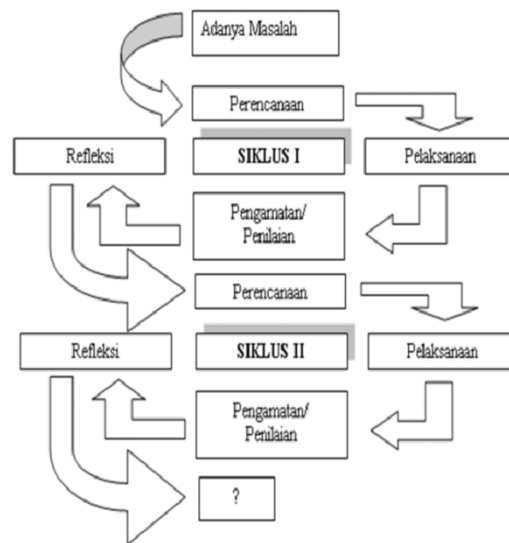 Adanya Masalah
Perencanaan
Refleksi
SIKLUS I
Pelaksanaan
Pengamatan/
Penilaian
Perencanaan
Refleksi
SIKLUS II
Pelaksanaan
Pengamatan/
Penilaian
?